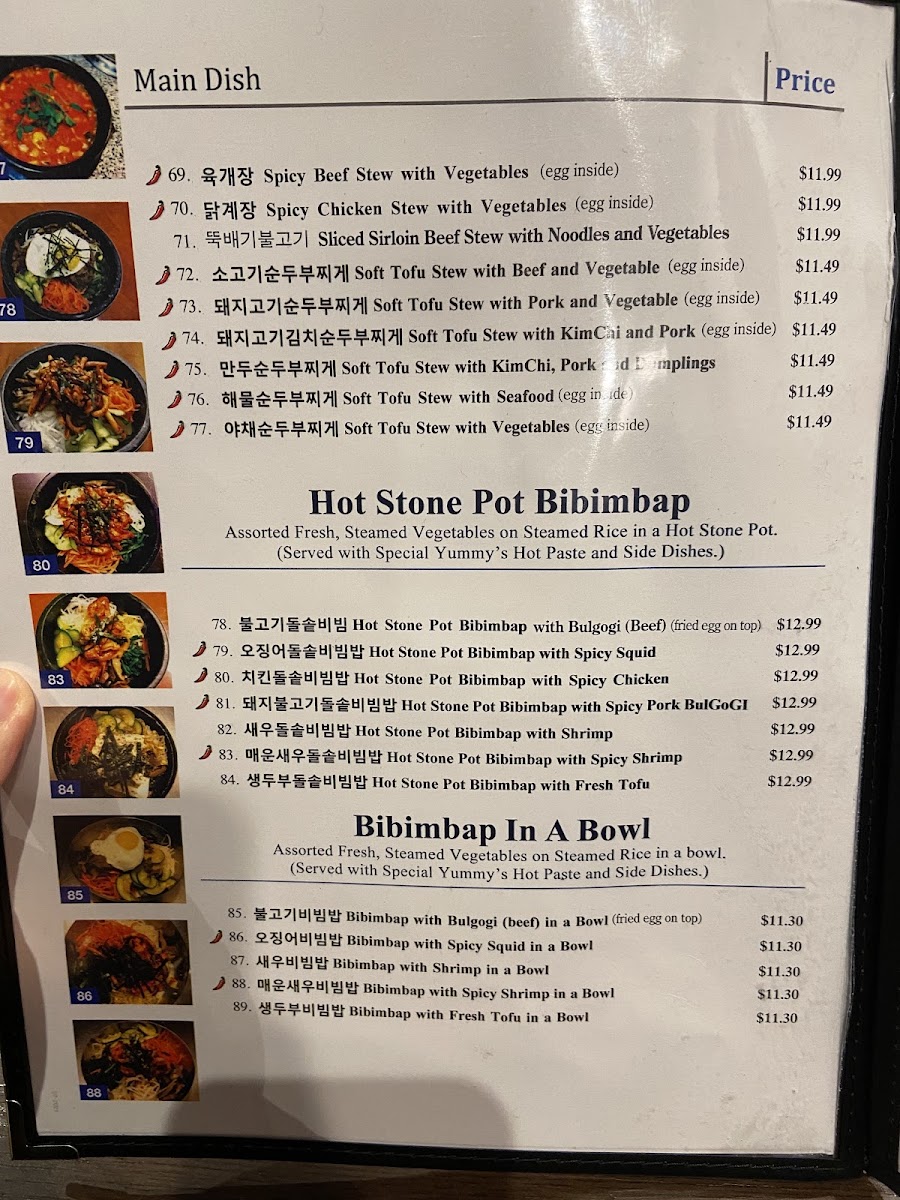 Main Dish Price
69. 육개장 Spicy Beef Stew with Vegetables (egg inside) $11.99
70. 닭계장 Spicy Chicken Stew with Vegetables (egg inside) $11.99
71. 뚝배기불고기 Sliced Sirloin Beef Stew with Noodles and Vegetables $11.99
72. 소고기순두부찌게 Soft Tofu Stew with Beef and Vegetable (egg inside) $11.49
73. 돼지고기순두부찌게 Soft Tofu Stew with Pork and Vegetable (egg inside) $11.49
74. 돼지고기김치순두부찌게 Soft Tofu Stew with KimChi and Pork (egg inside) $11.49
75. 만두순두부찌게 Soft Tofu Stew with KimChi, Pork and Dumplings $11.49
76. 해물순두부찌게 Soft Tofu Stew with Seafood (egg inside) $11.49
77. 야채순두부찌게 Soft Tofu Stew with Vegetables (egg inside) $11.49
Hot Stone Pot Bibimbap
Assorted Fresh, Steamed Vegetables on Steamed Rice in a Hot Stone Pot.
(Served with Special Yummy's Hot Paste and Side Dishes.)
78. 불고기돌솥비빔 Hot Stone Pot Bibimbap with Bulgogi (Beef) (fried egg on top) $12.99
79. 오징어돌솥비빔밥 Hot Stone Pot Bibimbap with Spicy Squid $12.99
80. 치킨돌솥비빔밥 Hot Stone Pot Bibimbap with Spicy Chicken $12.99
81. 돼지불고기돌솥비빔밥 Hot Stone Pot Bibimbap with Spicy Pork BulGoGI $12.99
82. 새우돌솥비빔밥 Hot Stone Pot Bibimbap with Shrimp $12.99
83. 매운새우돌솥비빔밥 Hot Stone Pot Bibimbap with Spicy Shrimp $12.99
84. 생두부돌솥비빔밥 Hot Stone Pot Bibimbap with Fresh Tofu $12.99
Bibimbap In A Bowl
Assorted Fresh, Steamed Vegetables on Steamed Rice in a bowl.
(Served with Special Yummy's Hot Paste and Side Dishes.)
85. 불고기비빔밥 Bibimbap with Bulgogi (beef) in a Bowl (fried egg on top) $11.30
86. 오징어비빔밥 Bibimbap with Spicy Squid in a Bowl $11.30
87. 새우비빔밥 Bibimbap with Shrimp in a Bowl $11.30
88. 매운새우비빔밥 Bibimbap with Spicy Shrimp in a Bowl $11.30
89. 생두부비빔밥 Bibimbap with Fresh Tofu in a Bowl $11.30
7
78
79
80
83
84
85
86
88